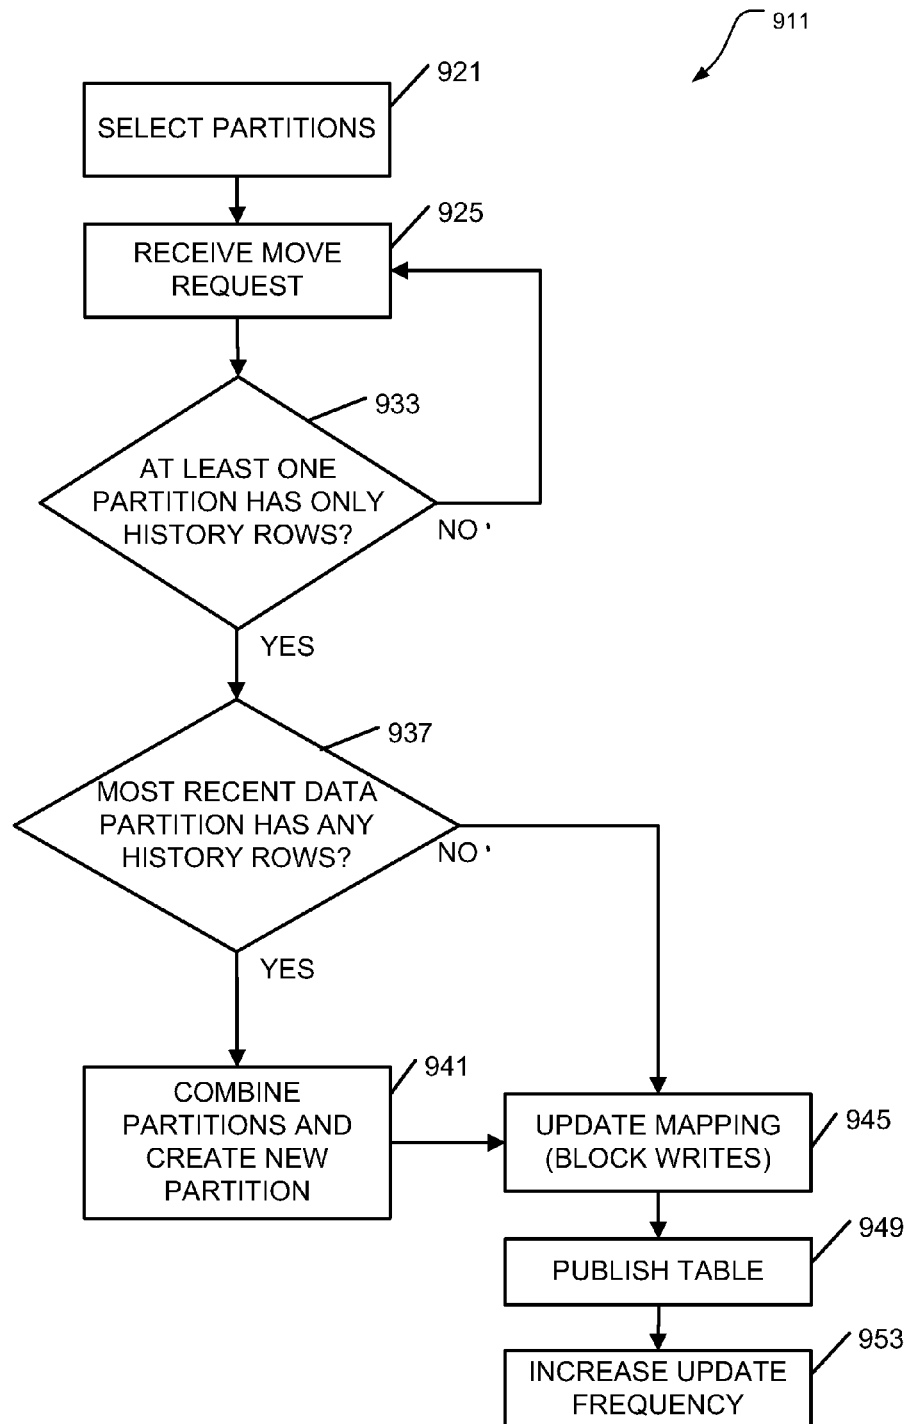 911
921
SELECT PARTITIONS
925
RECEIVE MOVE
REQUEST
933
AT LEAST ONE
PARTITION HAS ONLY
HISTORY ROWS?
NO
YES
937
MOST RECENT DATA
PARTITION HAS ANY
HISTORY ROWS?
NO
YES
941
COMBINE
PARTITIONS AND
CREATE NEW
PARTITION
945
UPDATE MAPPING
(BLOCK WRITES)
949
PUBLISH TABLE
953
INCREASE UPDATE
FREQUENCY